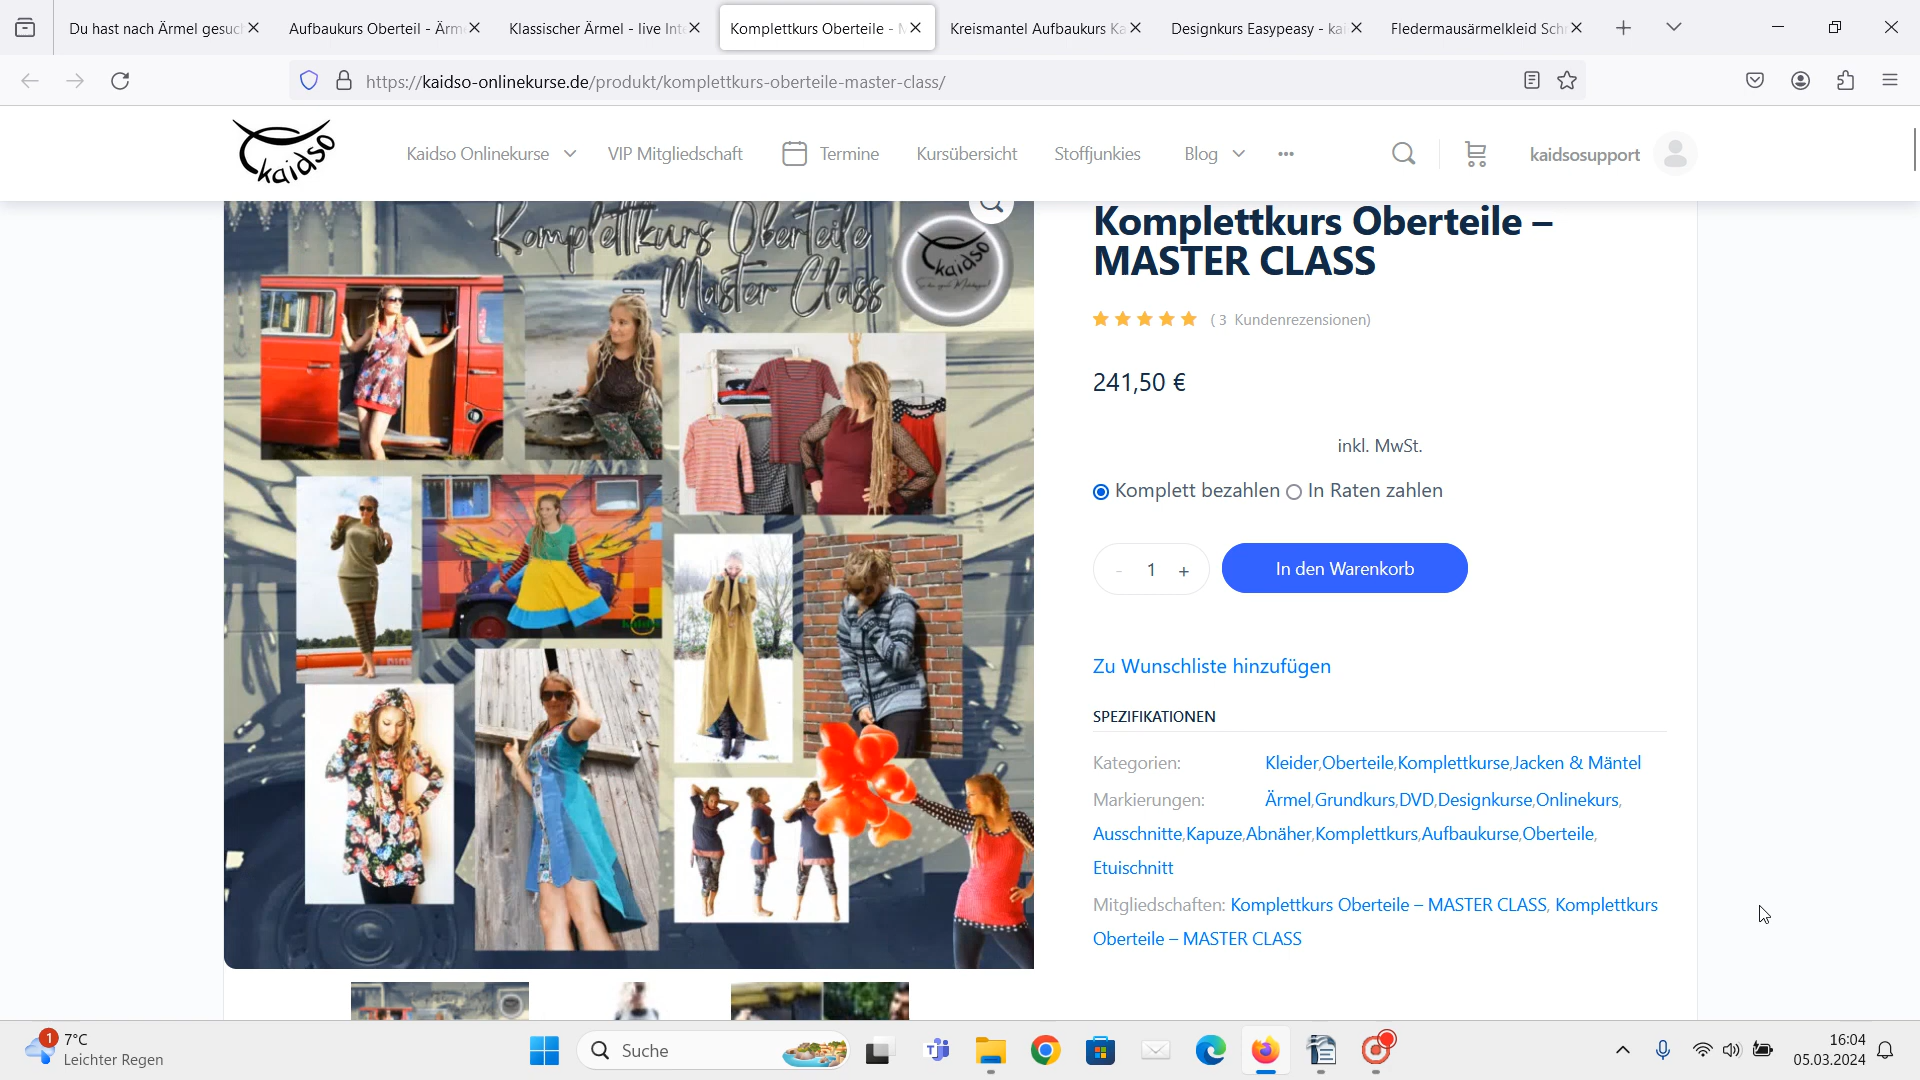 Du hast nach Ärmel gesuc
Aufbaukurs Oberteil - Ärm
Klassischer Ärmel - live Int
Komplettkurs Oberteile - M
Kreismantel Aufbaukurs Ka
Designkurs Easypeasy - kai
Fledermausärmelkleid Sch
https://kaidso-onlinekurse.de/produkt/komplettkurs-oberteile-master-class/
kaidso
Kaidso Onlinekurse
VIP Mitgliedschaft
Termine
Kursübersicht
Stoffjunkies
Blog
kaidsosupport
Komplettkurs Oberteile
Master Class
kaidso
Komplettkurs Oberteile –
MASTER CLASS
( 3 Kundenrezensionen)
241,50 €
inkl. MwSt.
Komplett bezahlen In Raten zahlen
- 1 +
In den Warenkorb
Zu Wunschliste hinzufügen
SPEZIFIKATIONEN
Kategorien: Kleider,Oberteile,Komplettkurse,Jacken & Mäntel
Markierungen: Ärmel,Grundkurs,DVD,Designkurse,Onlinekurs,
Ausschnitte,Kapuze,Abnäher,Komplettkurs,Aufbaukurse,Oberteile,
Etuischnitt
Mitgliedschaften: Komplettkurs Oberteile – MASTER CLASS, Komplettkurs
Oberteile – MASTER CLASS
1
7°C
Leichter Regen
Suche
16:04
05.03.2024